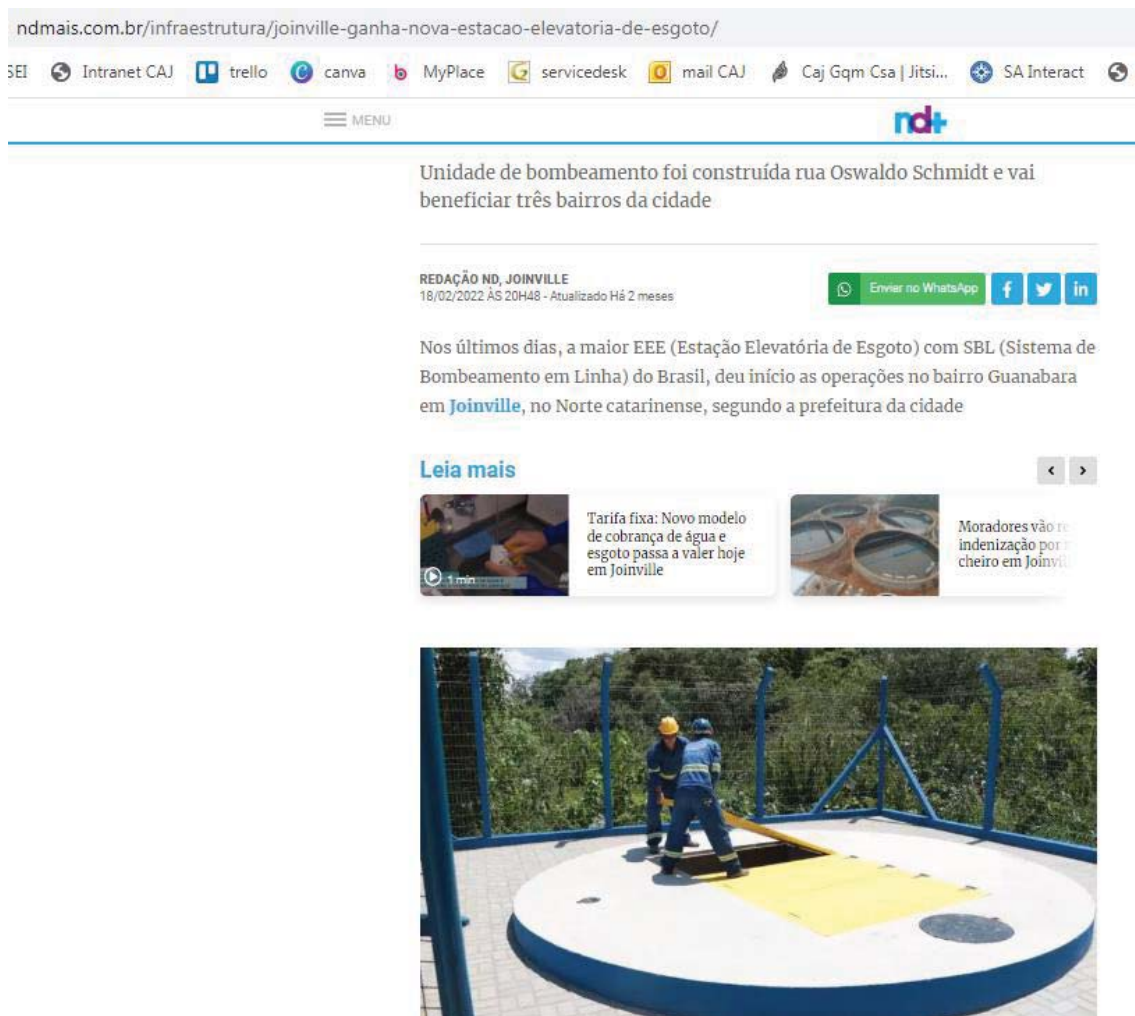 ndmais.com.br/infraestrutura/joinville-ganha-nova-estacao-elevatoria-de-esgoto/
SEI Intranet CAJ trello canva MyPlace servicedesk mail CAJ Caj Gqm Csa | Jitsi... SA Interact
MENU nd+
Unidade de bombeamento foi construída rua Oswaldo Schmidt e vai
beneficiar três bairros da cidade
REDAÇÃO ND, JOINVILLE
18/02/2022 ÀS 20H48 - Atualizado Há 2 meses
Enviar no WhatsApp
Nos últimos dias, a maior EEE (Estação Elevatória de Esgoto) com SBL (Sistema de
Bombeamento em Linha) do Brasil, deu início as operações no bairro Guanabara
em Joinville, no Norte catarinense, segundo a prefeitura da cidade
Leia mais
Tarifa fixa: Novo modelo
de cobrança de água e
esgoto passa a valer hoje
em Joinville
1 min
Moradores vão
indenização por
cheiro em